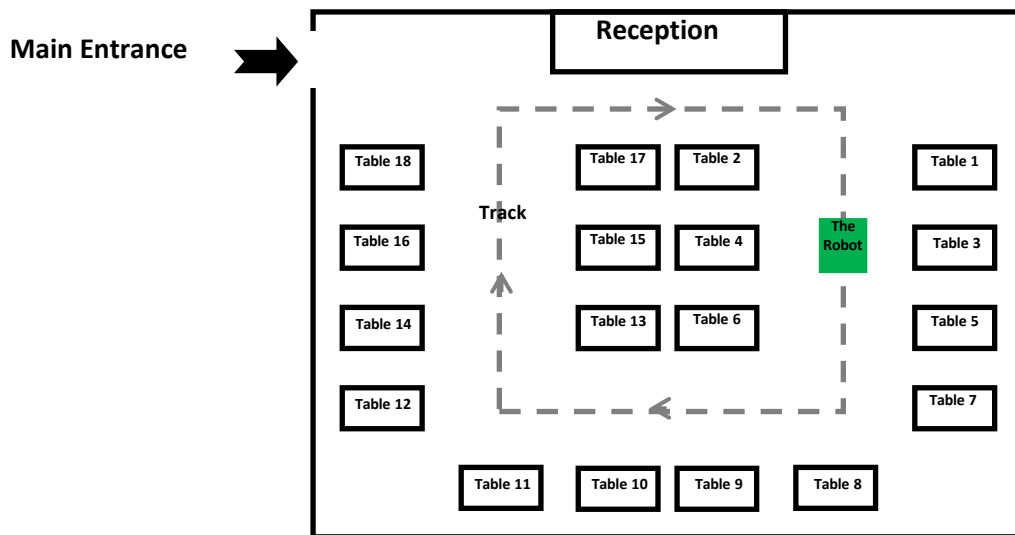 Reception
Main Entrance
Table 18
Table 17
Table 2
Table 1
Track
The
Robot
Table 16
Table 15
Table 4
Table 3
Table 14
Table 13
Table 6
Table 5
Table 12
Table 7
Table 11
Table 10
Table 9
Table 8